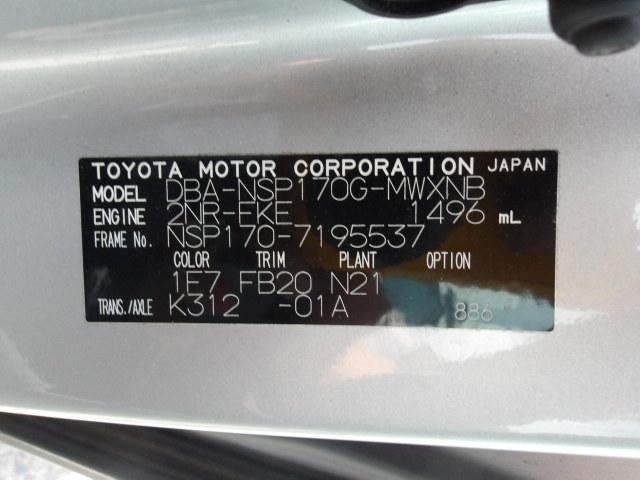 TOYOTA MOTOR CORPORATION JAPAN
MODEL DBA-NSP170G-MWXNB
ENGINE 2NR-FKE 1496 mL
FRAME No. NSP170-7195537
COLOR TRIM PLANT OPTION
1E7 FB20 N21
TRANS./AXLE K312 -01A 886